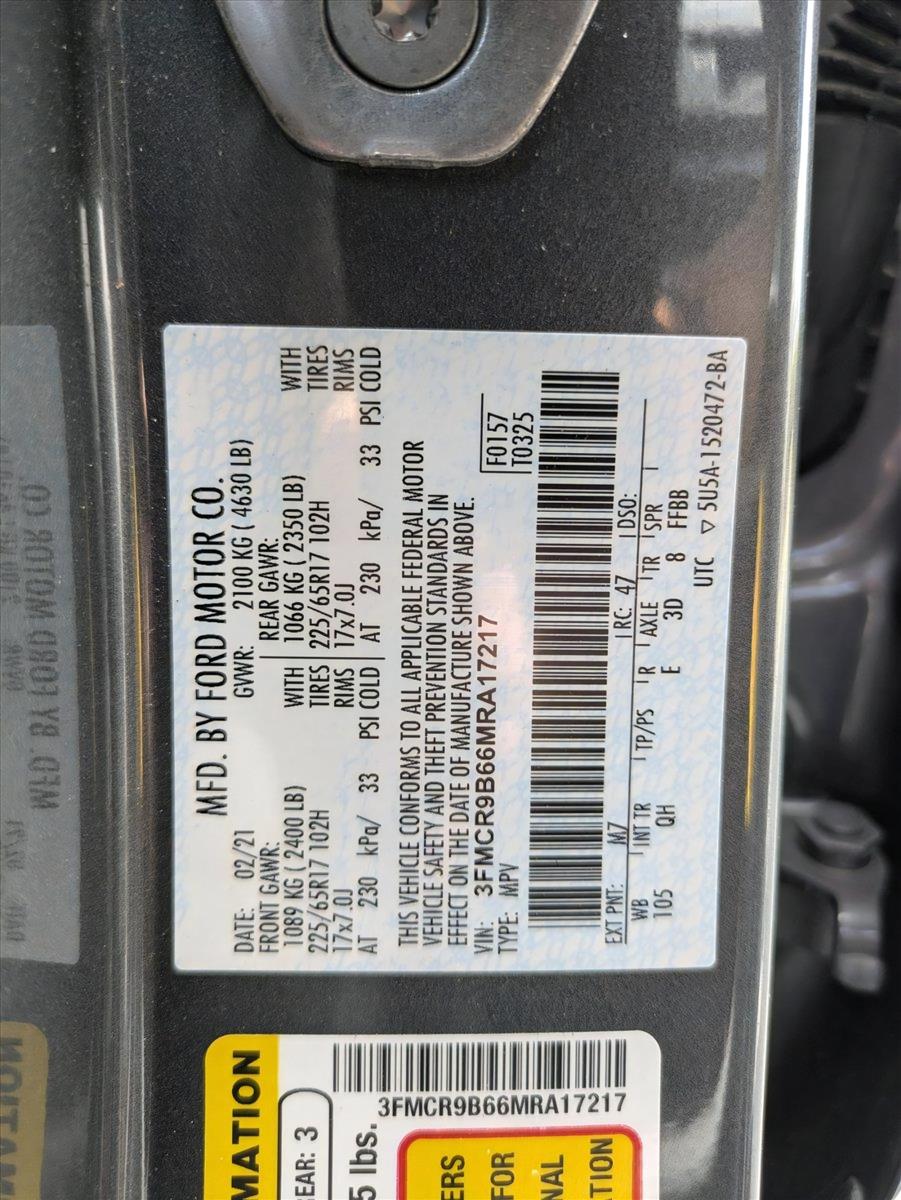 MFD. BY FORD MOTOR CO.
DATE: 02/21 GVWR: 2100 KG ( 4630 LB)
FRONT GAWR: REAR GAWR:
1089 KG ( 2400 LB) WITH 1066 KG ( 2350 LB) WITH
225/65R17 102H TIRES 225/65R17 102H TIRES
17x7.0J RIMS 17x7.0J RIMS
AT 230 kPa/ 33 PSI COLD AT 230 kPa/ 33 PSI COLD
THIS VEHICLE CONFORMS TO ALL APPLICABLE FEDERAL MOTOR
VEHICLE SAFETY AND THEFT PREVENTION STANDARDS IN
EFFECT ON THE DATE OF MANUFACTURE SHOWN ABOVE.
VIN: 3FMCR9B66MRA17217 F0157
TYPE: MPV T0325
EXT PNT: M7 RC: 47 DSO:
WB INT TR TP/PS R AXLE TR SPR
105 QH E 3D 8 FFBB
UTC ▽ 5U5A-1520472-BA
MATION
EAR: 3
5 lbs.
3FMCR9B66MRA17217
ERS
FOR
NAL
TION